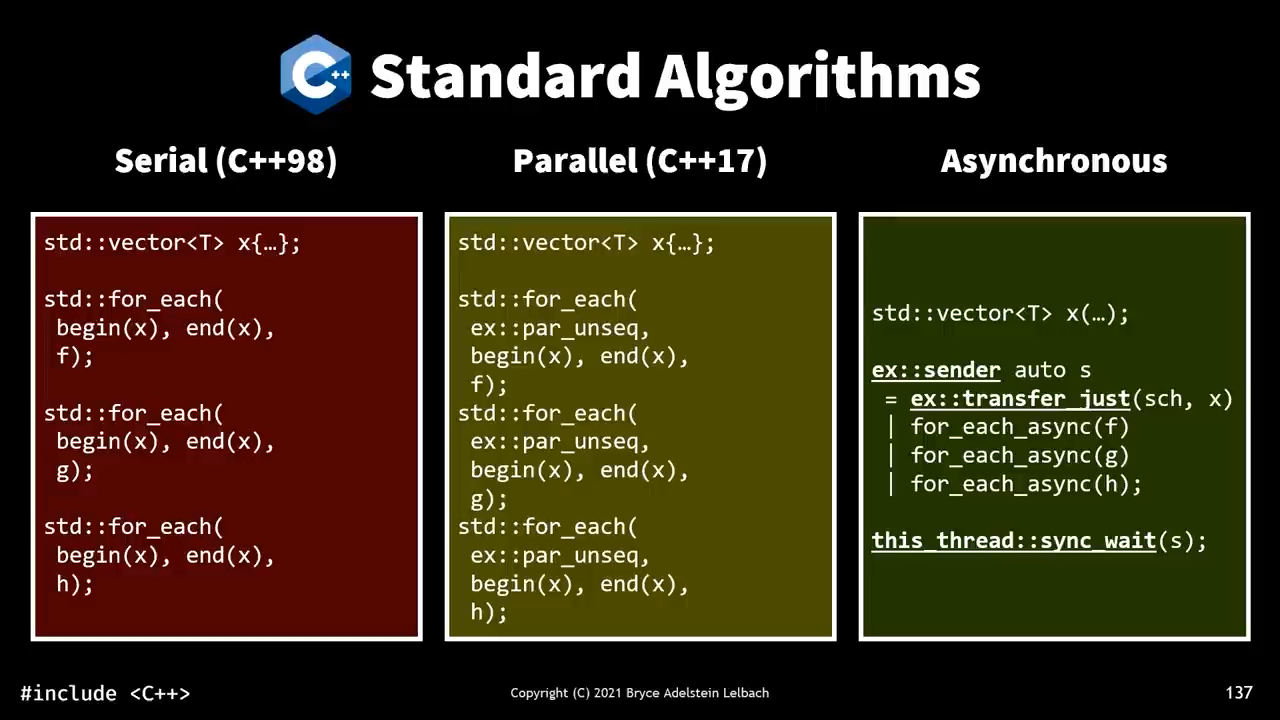 C++ Standard Algorithms
Serial (C++98)
std::vector<T> x{…};
std::for_each(
begin(x), end(x),
f);
std::for_each(
begin(x), end(x),
g);
std::for_each(
begin(x), end(x),
h);
Parallel (C++17)
std::vector<T> x{…};
std::for_each(
ex::par_unseq,
begin(x), end(x),
f);
std::for_each(
ex::par_unseq,
begin(x), end(x),
g);
std::for_each(
ex::par_unseq,
begin(x), end(x),
h);
Asynchronous
std::vector<T> x(…);
ex::sender auto s
= ex::transfer_just(sch, x)
| for_each_async(f)
| for_each_async(g)
| for_each_async(h);
this_thread::sync_wait(s);
#include <C++>
Copyright (C) 2021 Bryce Adelstein Lelbach
137